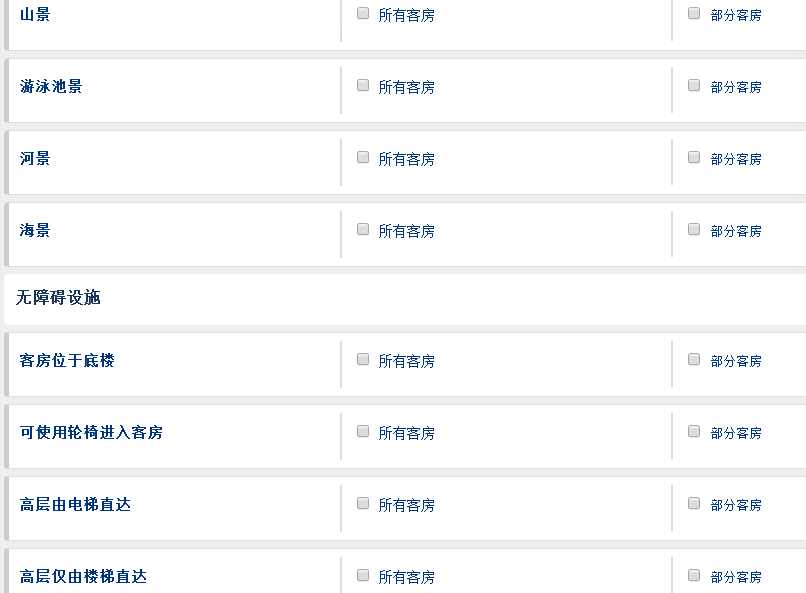 山景 所有客房 部分客房
游泳池景 所有客房 部分客房
河景 所有客房 部分客房
海景 所有客房 部分客房
无障碍设施
客房位于底楼 所有客房 部分客房
可使用轮椅进入客房 所有客房 部分客房
高层由电梯直达 所有客房 部分客房
高层仅由楼梯直达 所有客房 部分客房